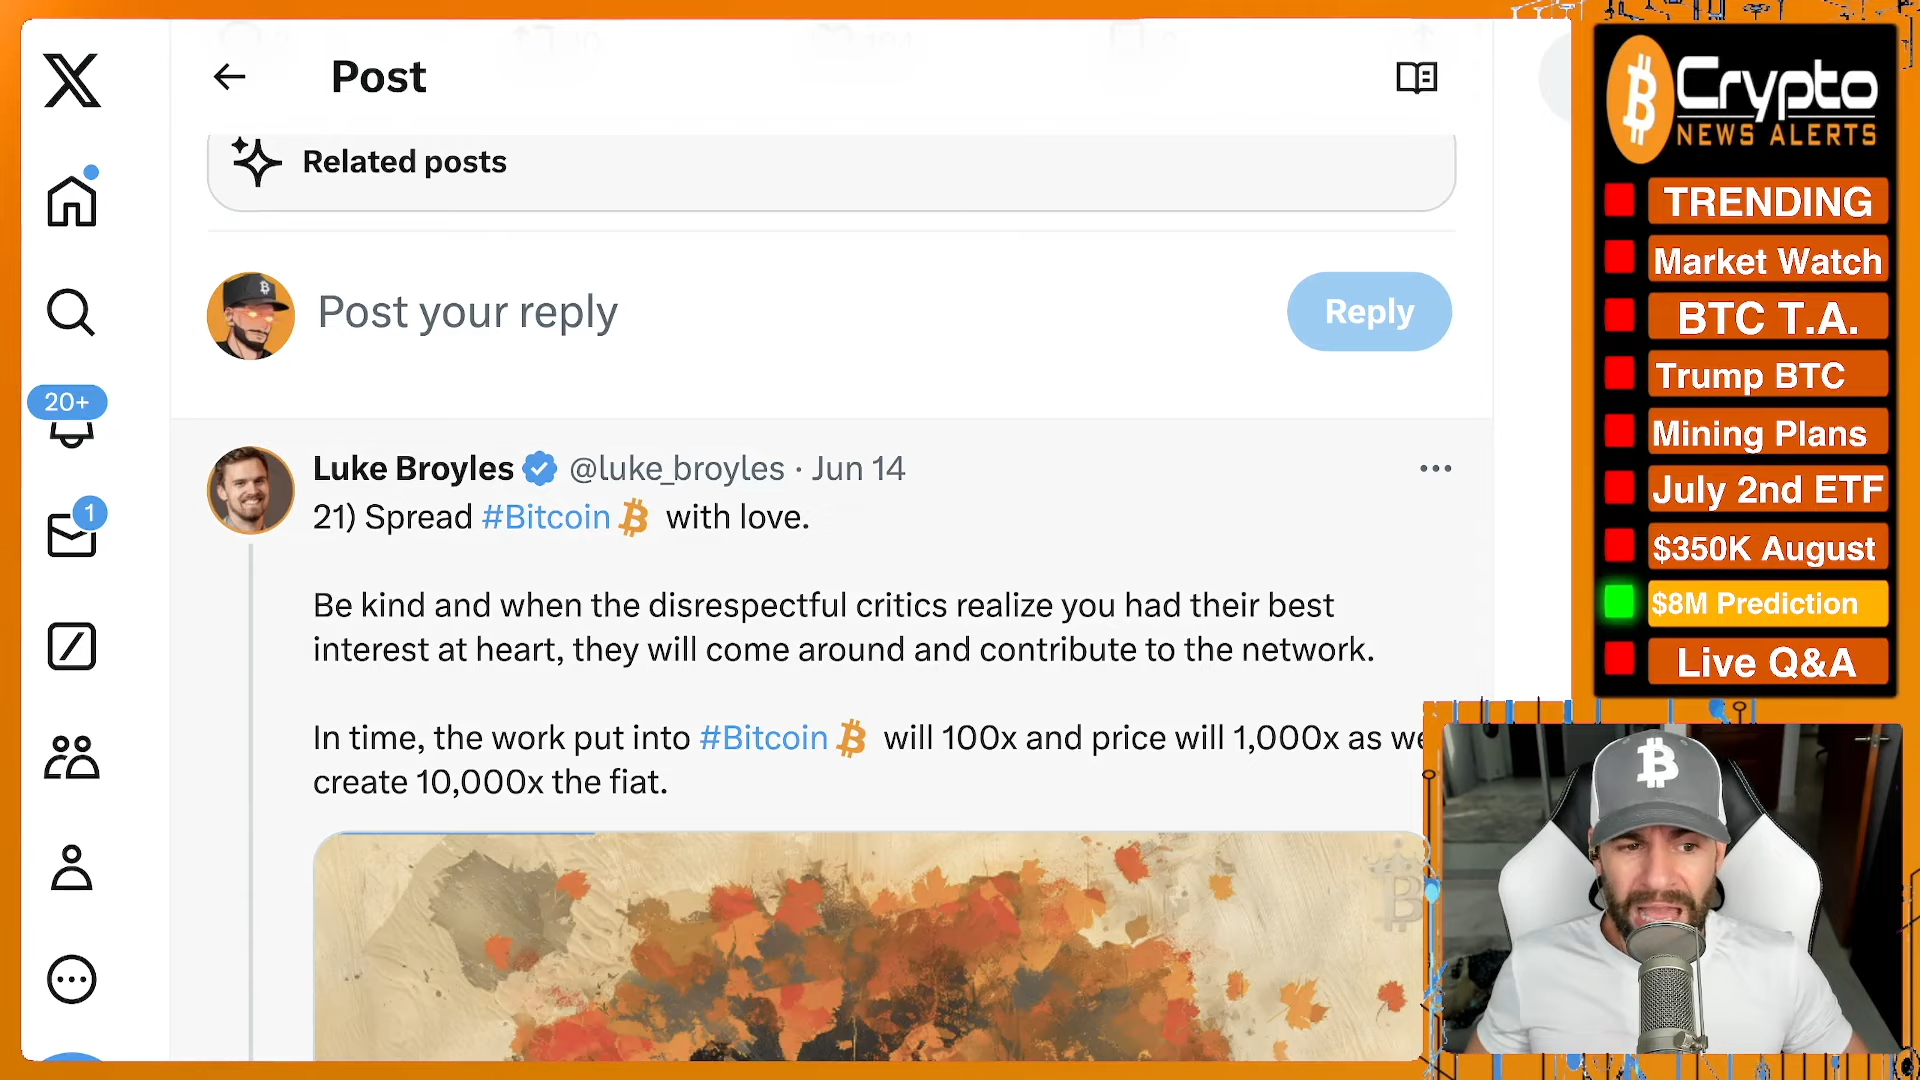 Post
Related posts
Post your reply
Reply
20+
1
Luke Broyles @luke_broyles · Jun 14
21) Spread #Bitcoin with love.
Be kind and when the disrespectful critics realize you had their best
interest at heart, they will come around and contribute to the network.
In time, the work put into #Bitcoin will 100x and price will 1,000x as we
create 10,000x the fiat.
Crypto
NEWS ALERTS
TRENDING
Market Watch
BTC T.A.
Trump BTC
Mining Plans
July 2nd ETF
$350K August
$8M Prediction
Live Q&A